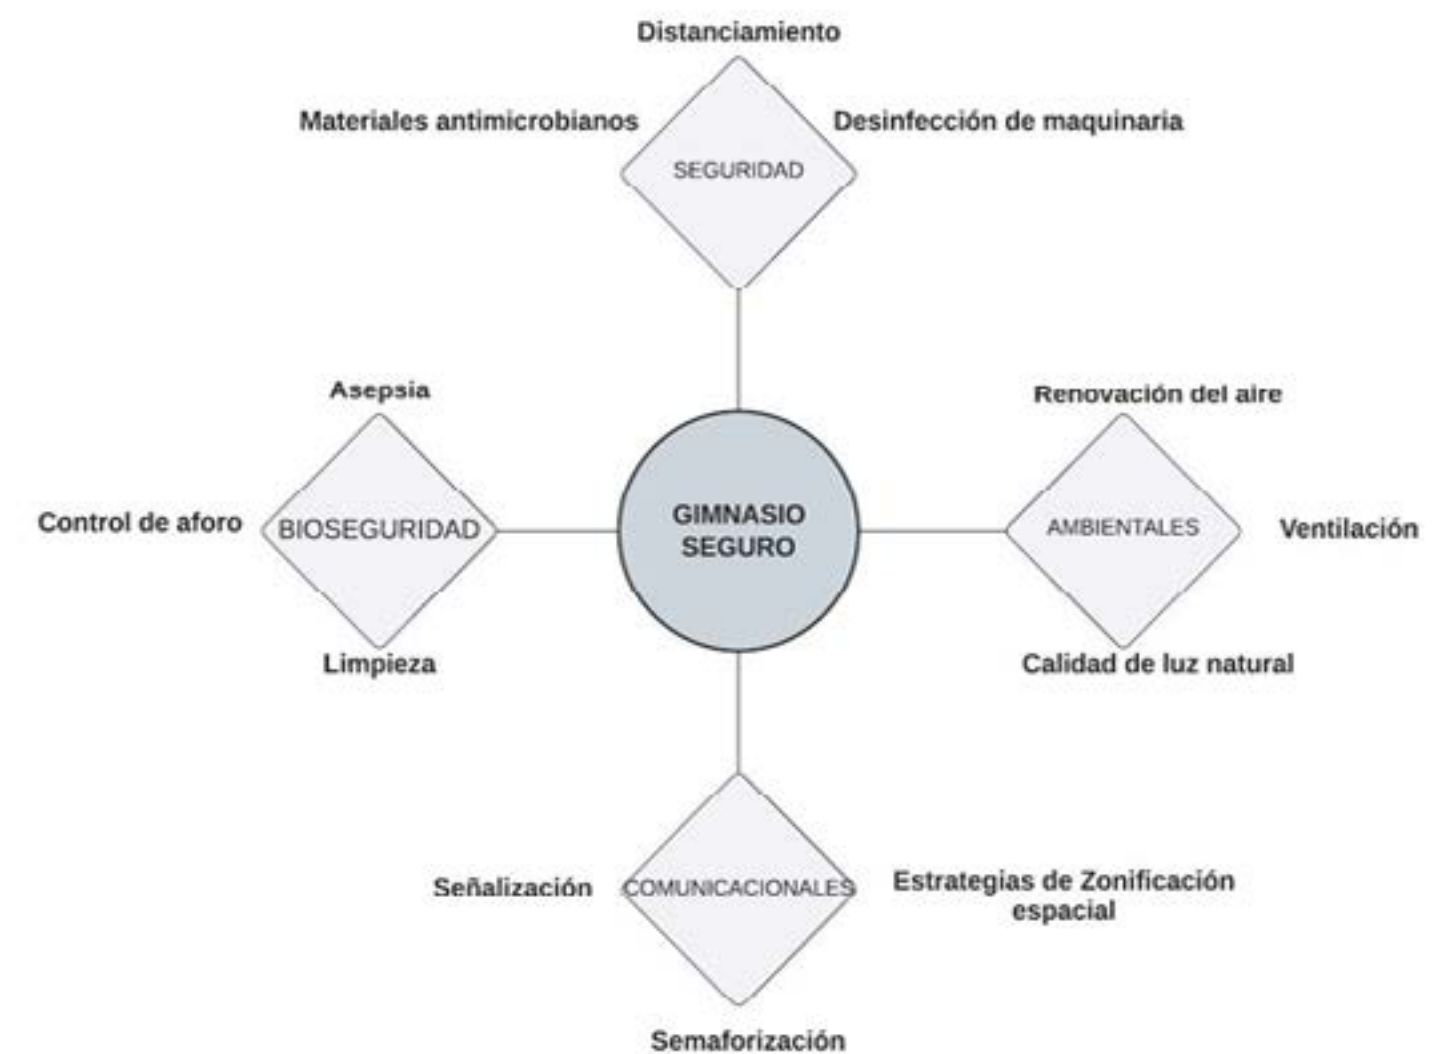 Distanciamiento
Materiales antimicrobianos
Desinfección de maquinaria
SEGURIDAD
Asepsia
Renovación del aire
Control de aforo
BIOSEGURIDAD
GIMNASIO
SEGURO
AMBIENTALES
Ventilación
Limpieza
Calidad de luz natural
Señalización
COMUNICACIONALES
Estrategias de Zonificación
espacial
Semaforización